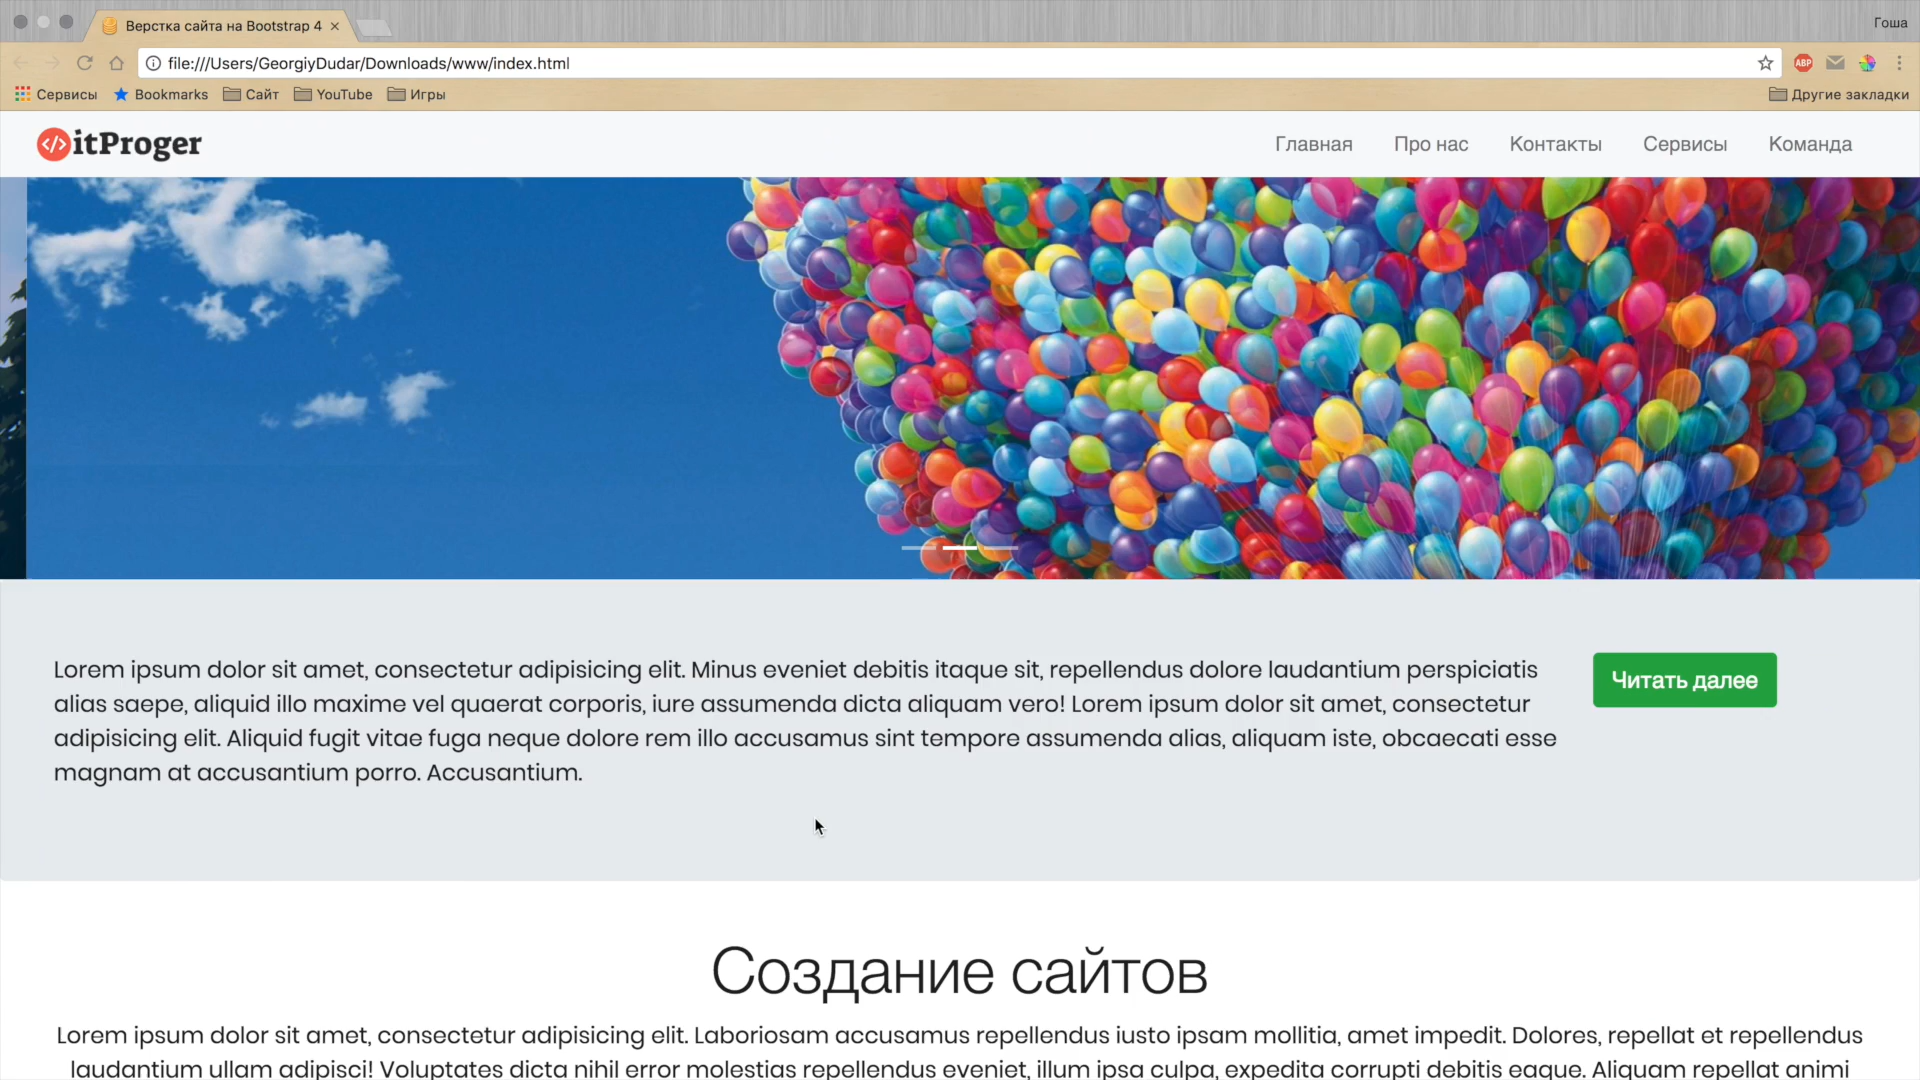 Верстка сайта на Bootstrap 4
Гоша
file:///Users/GeorgiyDudar/Downloads/www/index.html
ABP
Сервисы Bookmarks Сайт YouTube Игры Другие закладки
</> itProger Главная Про нас Контакты Сервисы Команда
Lorem ipsum dolor sit amet, consectetur adipisicing elit. Minus eveniet debitis itaque sit, repellendus dolore laudantium perspiciatis
alias saepe, aliquid illo maxime vel quaerat corporis, iure assumenda dicta aliquam vero! Lorem ipsum dolor sit amet, consectetur
adipisicing elit. Aliquid fugit vitae fuga neque dolore rem illo accusamus sint tempore assumenda alias, aliquam iste, obcaecati esse
magnam at accusantium porro. Accusantium.
Читать далее
Создание сайтов
Lorem ipsum dolor sit amet, consectetur adipisicing elit. Laboriosam accusamus repellendus iusto ipsam mollitia, amet impedit. Dolores, repellat et repellendus
laudantium ullam adipisci! Voluptates dicta nihil error molestias repellendus eveniet, illum ipsa culpa, expedita corrupti debitis eaque. Aliquam repellat animi